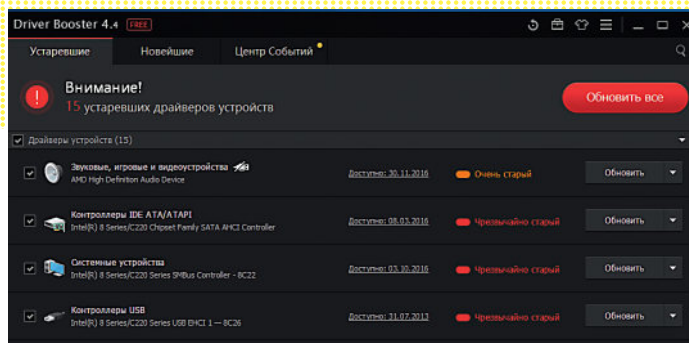 Driver Booster 4.4 FREE
Устаревшие Новейшие Центр Событий
Внимание!
15 устаревших драйверов устройств
Обновить все
Драйверы устройств (15)
Звуковые, игровые и видеоустройства
AMD High Definition Audio Device
Доступно: 30.11.2016 Очень старый Обновить
Контроллеры IDE ATA/ATAPI
Intel(R) 8 Series/C220 Chipset Family SATA AHCI Controller
Доступно: 08.03.2016 Чрезвычайно старый Обновить
Системные устройства
Intel(R) 8 Series/C220 Series SMBus Controller - 8C22
Доступно: 03.10.2016 Чрезвычайно старый Обновить
Контроллеры USB
Intel(R) 8 Series/C220 Series USB EHCI 1 — 8C26
Доступно: 31.07.2013 Чрезвычайно старый Обновить